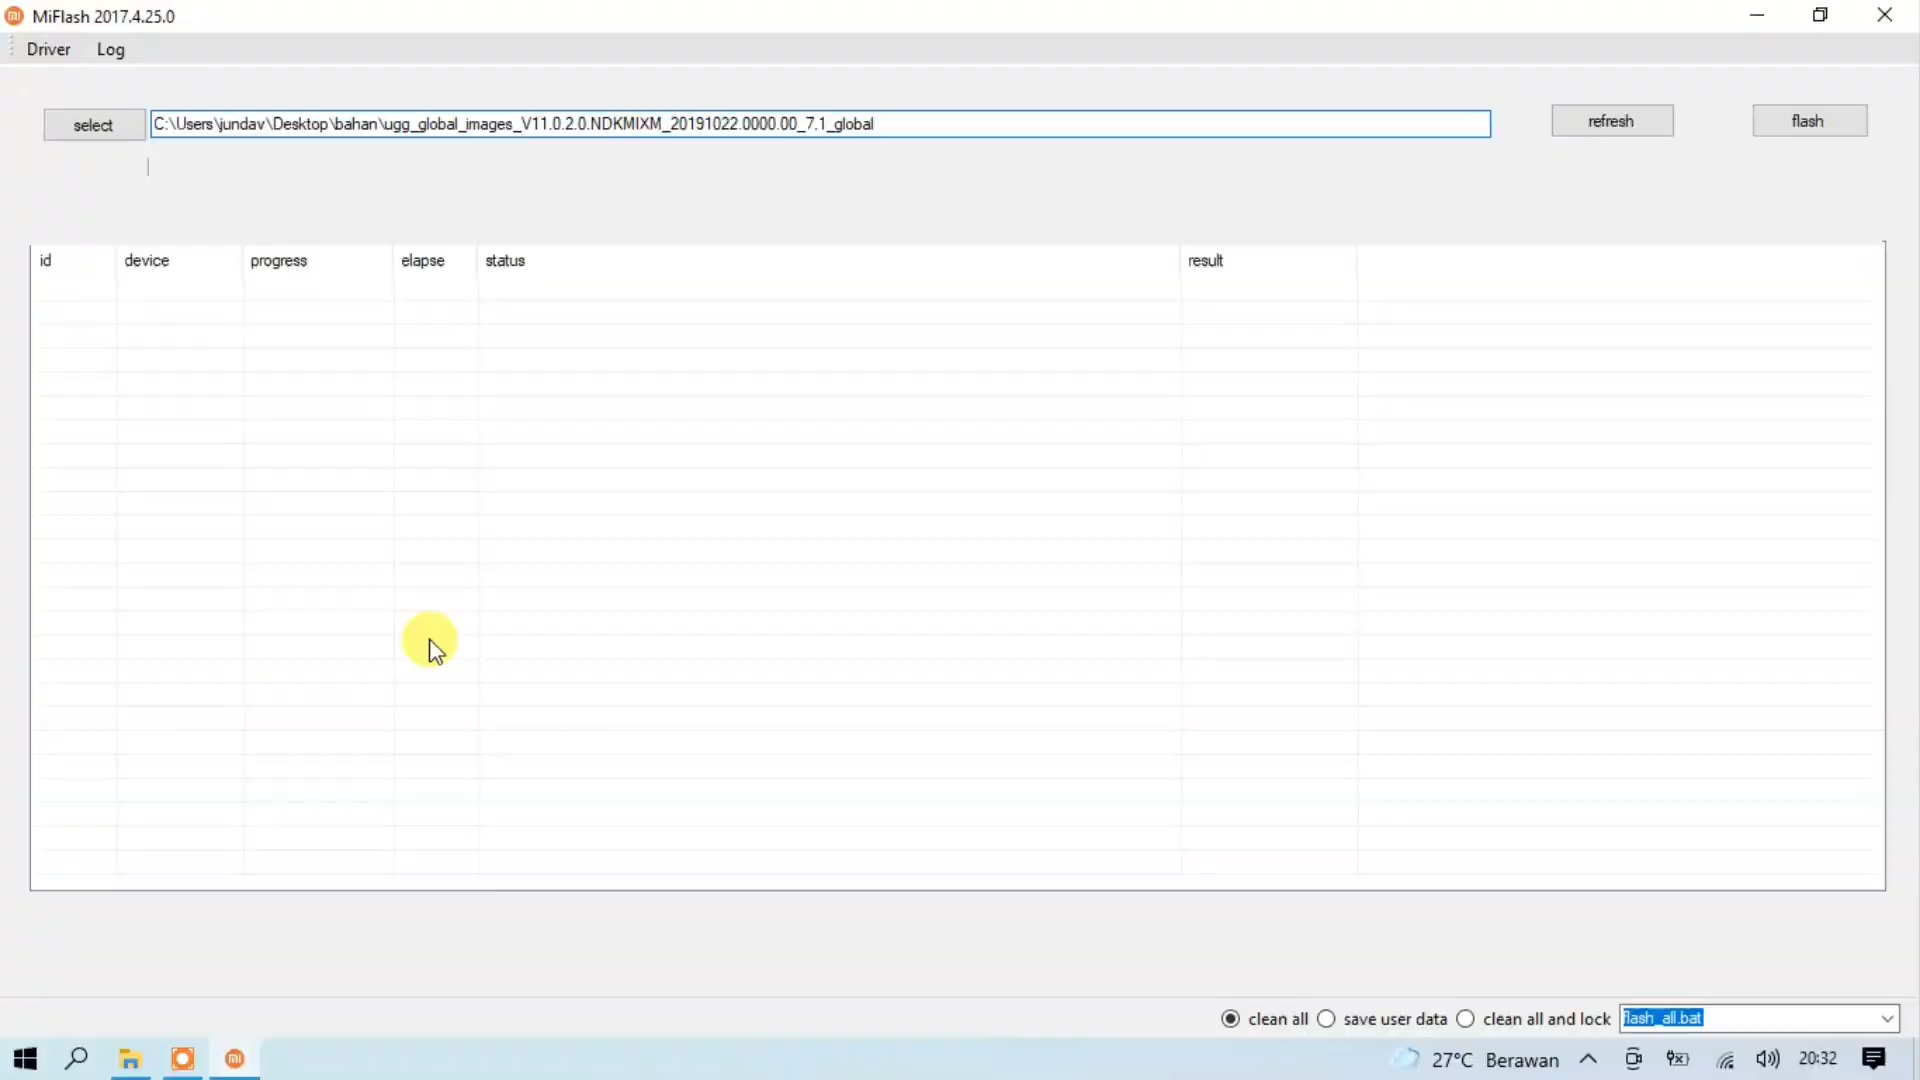 MiFlash 2017.4.25.0
Driver Log
select C:\Users\jundav\Desktop\bahan\ugg_global_images_V11.0.2.0.NDKMIXM_20191022.0000.00_7.1_global refresh flash
id device progress elapse status result
clean all save user data clean all and lock flash_all.bat
27°C Berawan 20:32